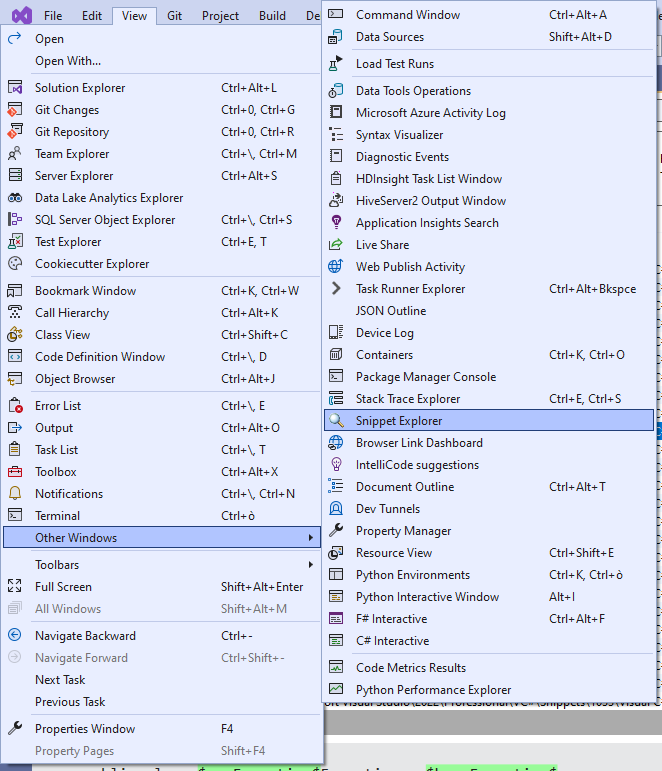 File Edit View Git Project Build De
Open
Open With...
Solution Explorer Ctrl+Alt+L
Git Changes Ctrl+0, Ctrl+G
Git Repository Ctrl+0, Ctrl+R
Team Explorer Ctrl+\, Ctrl+M
Server Explorer Ctrl+Alt+S
Data Lake Analytics Explorer
SQL Server Object Explorer Ctrl+\, Ctrl+S
Test Explorer Ctrl+E, T
Cookiecutter Explorer
Bookmark Window Ctrl+K, Ctrl+W
Call Hierarchy Ctrl+Alt+K
Class View Ctrl+Shift+C
Code Definition Window Ctrl+\, D
Object Browser Ctrl+Alt+J
Error List Ctrl+\, E
Output Ctrl+Alt+O
Task List Ctrl+\, T
Toolbox Ctrl+Alt+X
Notifications Ctrl+\, Ctrl+N
Terminal Ctrl+ò
Other Windows
Toolbars
Full Screen Shift+Alt+Enter
All Windows Shift+Alt+M
Navigate Backward Ctrl+-
Navigate Forward Ctrl+Shift+-
Next Task
Previous Task
Properties Window F4
Property Pages Shift+F4
Command Window Ctrl+Alt+A
Data Sources Shift+Alt+D
Load Test Runs
Data Tools Operations
Microsoft Azure Activity Log
Syntax Visualizer
Diagnostic Events
HDInsight Task List Window
HiveServer2 Output Window
Application Insights Search
Live Share
Web Publish Activity
Task Runner Explorer Ctrl+Alt+Bkspce
JSON Outline
Device Log
Containers Ctrl+K, Ctrl+O
Package Manager Console
Stack Trace Explorer Ctrl+E, Ctrl+S
Snippet Explorer
Browser Link Dashboard
IntelliCode suggestions
Document Outline Ctrl+Alt+T
Dev Tunnels
Property Manager
Resource View Ctrl+Shift+E
Python Environments Ctrl+K, Ctrl+ò
Python Interactive Window Alt+I
F# Interactive Ctrl+Alt+F
C# Interactive
Code Metrics Results
Python Performance Explorer